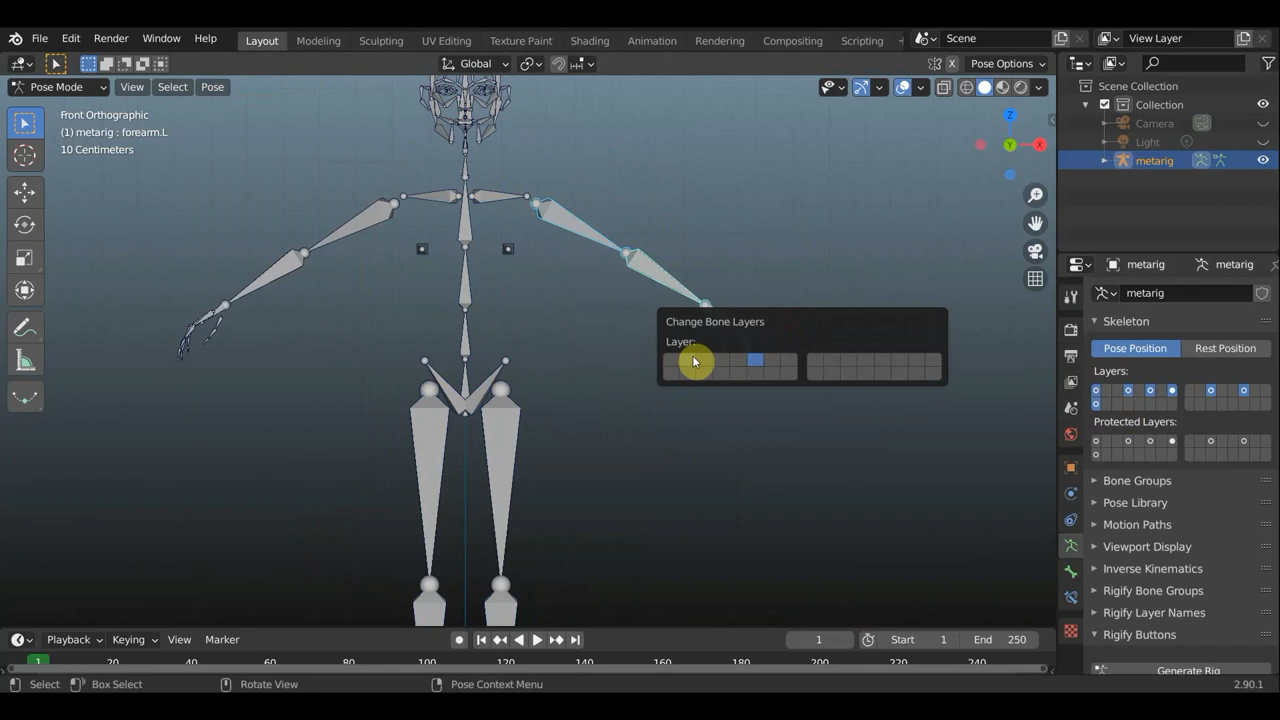 File Edit Render Window Help Layout Modeling Sculpting UV Editing Texture Paint Shading Animation Rendering Compositing Scripting + Scene View Layer
Global X Pose Options
Pose Mode View Select Pose
Scene Collection
Collection
Camera
Light
metarig
Front Orthographic
(1) metarig : forearm.L
10 Centimeters
Z
Y
X
metarig metarig
metarig
Skeleton
Pose Position Rest Position
Layers:
Protected Layers:
Change Bone Layers
Layer:
Bone Groups
Pose Library
Motion Paths
Viewport Display
Inverse Kinematics
Rigify Bone Groups
Rigify Layer Names
Rigify Buttons
Generate Rig
Playback Keying View Marker 1 Start 1 End 250
1 20 40 60 80 100 120 140 160 180 200 220 240
Select Box Select Rotate View Pose Context Menu 2.90.1